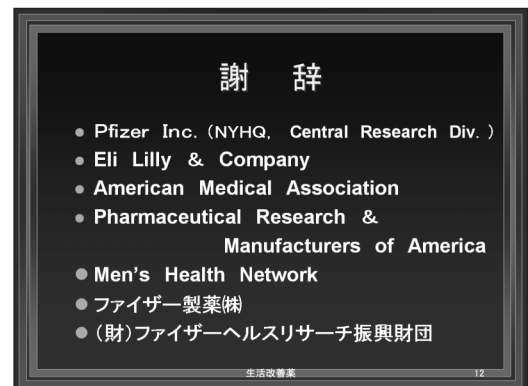 謝 辞
Pfizer Inc.（NYHQ, Central Research Div.）
Eli Lilly & Company
American Medical Association
Pharmaceutical Research &
Manufacturers of America
Men's Health Network
ファイザー製薬㈱
（財）ファイザーヘルスリサーチ振興財団
生活改善薬
12